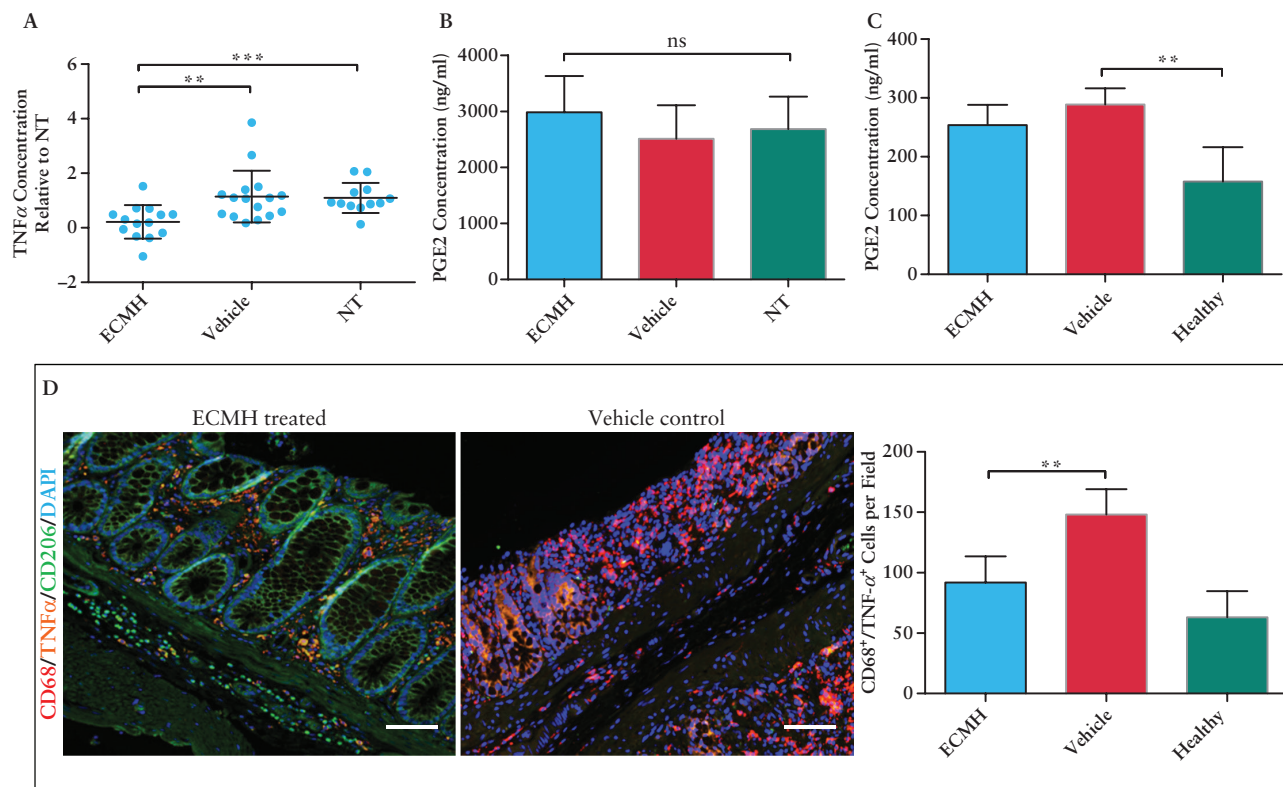 A
TNFα Concentration
Relative to NT
6
4
2
0
–2
***
**
ECMH
Vehicle
NT
B
PGE2 Concentration (ng/ml)
4000
3000
2000
1000
0
ns
ECMH
Vehicle
NT
C
PGE2 Concentration (ng/ml)
400
300
200
100
0
**
ECMH
Vehicle
Healthy
D
CD68/TNFα/CD206/DAPI
ECMH treated
Vehicle control
CD68+/TNF-α+ Cells per Field
200
150
100
50
0
**
ECMH
Vehicle
Healthy